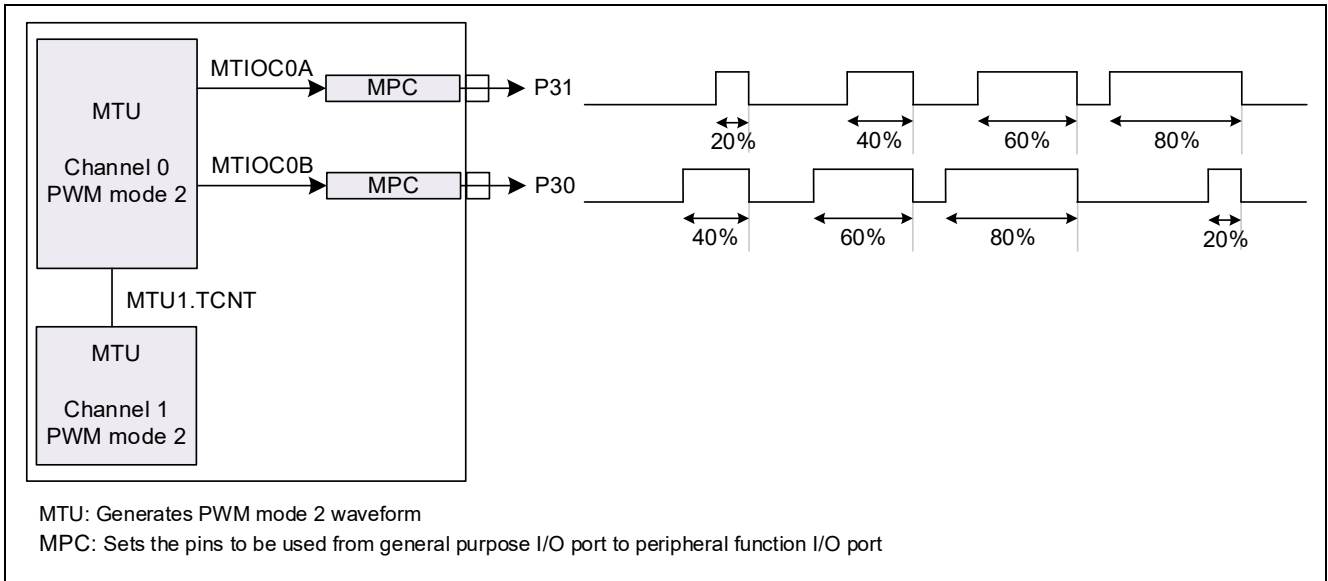 MTU
Channel 0
PWM mode 2
MTIOC0A
MPC
P31
20%
40%
60%
80%
MTIOC0B
MPC
P30
40%
60%
80%
20%
MTU1.TCNT
MTU
Channel 1
PWM mode 2
MTU: Generates PWM mode 2 waveform
MPC: Sets the pins to be used from general purpose I/O port to peripheral function I/O port